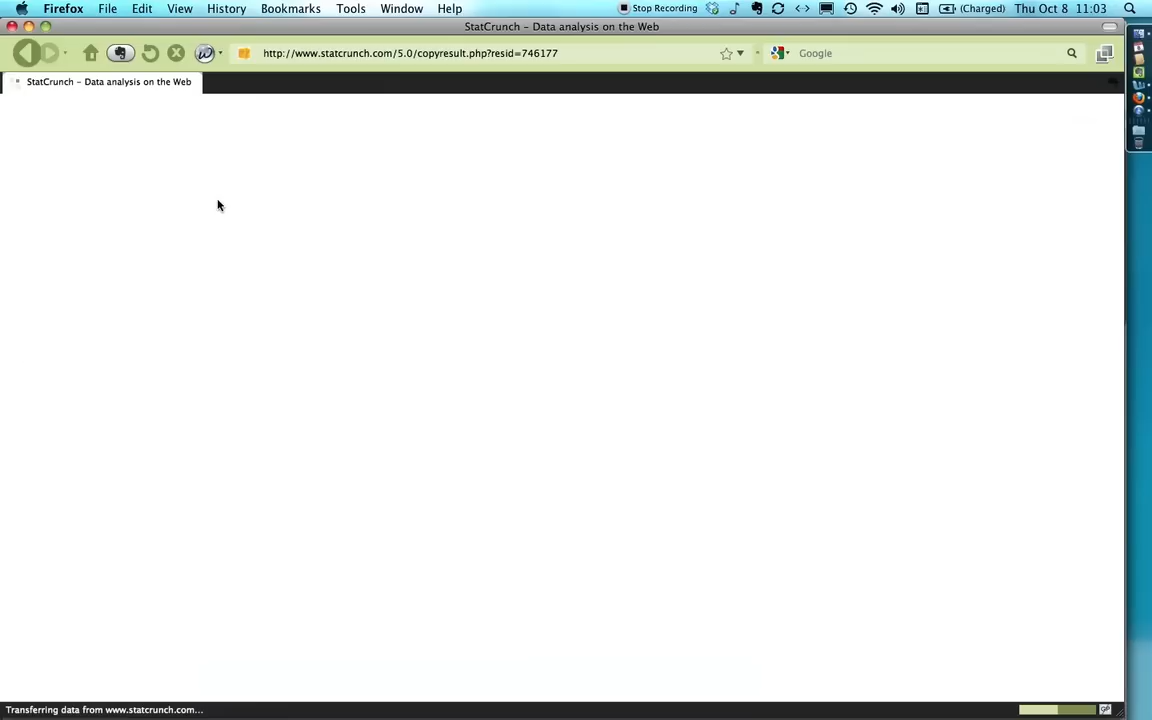 Firefox File Edit View History Bookmarks Tools Window Help Stop Recording (Charged) Thu Oct 8 11:03
StatCrunch – Data analysis on the Web
http://www.statcrunch.com/5.0/copyresult.php?resid=746177 Google
StatCrunch – Data analysis on the Web
Transferring data from www.statcrunch.com...